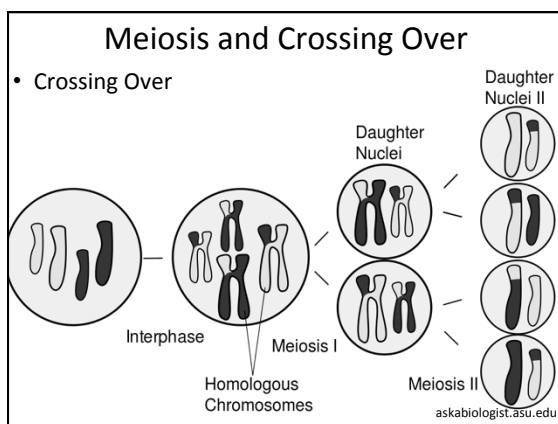 Meiosis and Crossing Over
• Crossing Over
Daughter
Nuclei II
Daughter
Nuclei
Interphase
Meiosis I
Homologous
Chromosomes
Meiosis II
askabiologist.asu.edu